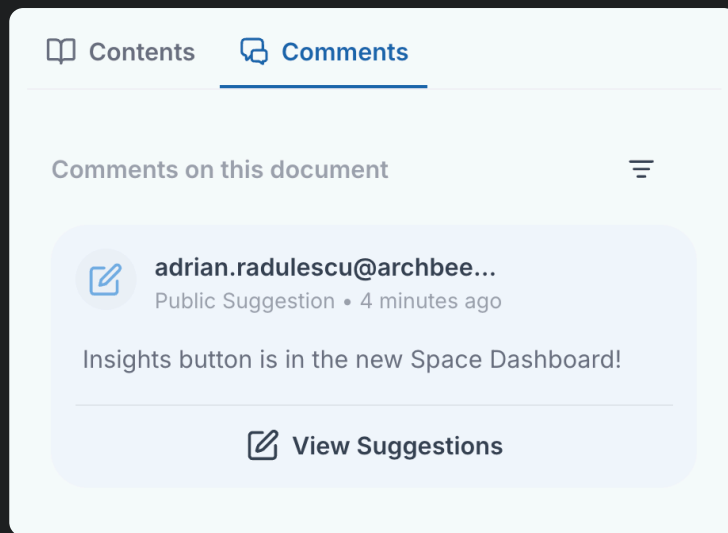 Contents Comments
Comments on this document
adrian.radulescu@archbee...
Public Suggestion • 4 minutes ago
Insights button is in the new Space Dashboard!
View Suggestions